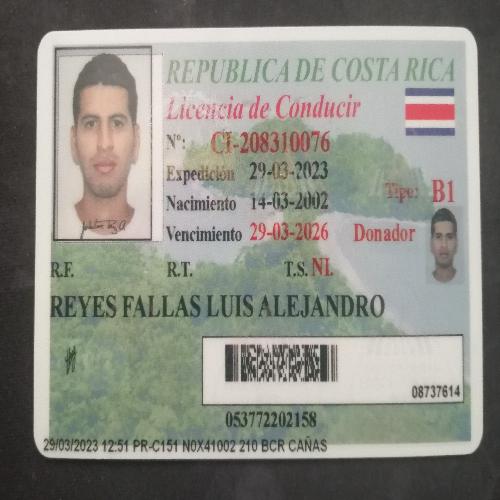 REPUBLICA DE COSTA RICA
Licencia de Conducir
Nº: CI-208310076
Expedición 29-03-2023
Nacimiento 14-03-2002 Tipo: B1
Vencimiento 29-03-2026 Donador
R.F. R.T. T.S. NI.
REYES FALLAS LUIS ALEJANDRO
08737614
053772202158
29/03/2023 12:51 PR-C151 N0X41002 210 BCR CAÑAS